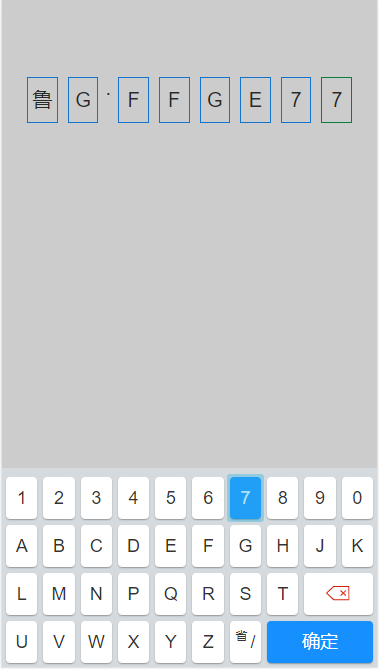 鲁 G · F F G E 7 7
1 2 3 4 5 6 7 8 9 0
A B C D E F G H J K
L M N P Q R S T
U V W X Y Z 省/ 确定